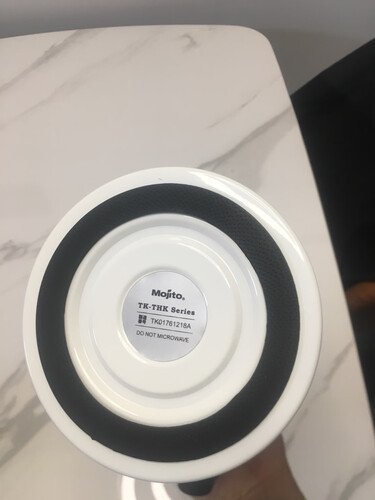 Mojito®
TK-THK Series
TK01761218A
DO NOT MICROWAVE